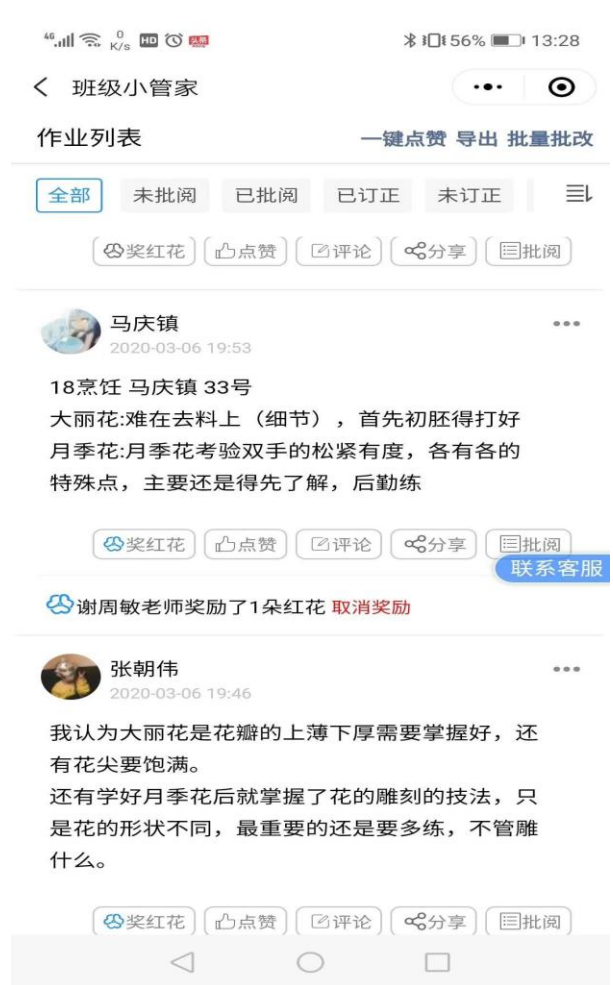 46
0
K/s
HD
头条
56%
13:28
班级小管家
作业列表
一键点赞 导出 批量批改
全部 未批阅 已批阅 已订正 未订正
奖红花 点赞 评论 分享 批阅
马庆镇
2020-03-06 19:53
18烹饪 马庆镇 33号
大丽花:难在去料上（细节），首先初胚得打好
月季花:月季花考验双手的松紧有度，各有各的
特殊点，主要还是得先了解，后勤练
奖红花 点赞 评论 分享 批阅
联系客服
谢周敏老师奖励了1朵红花 取消奖励
张朝伟
2020-03-06 19:46
我认为大丽花是花瓣的上薄下厚需要掌握好，还
有花尖要饱满。
还有学好月季花后就掌握了花的雕刻的技法，只
是花的形状不同，最重要的还是要多练，不管雕
什么。
奖红花 点赞 评论 分享 批阅